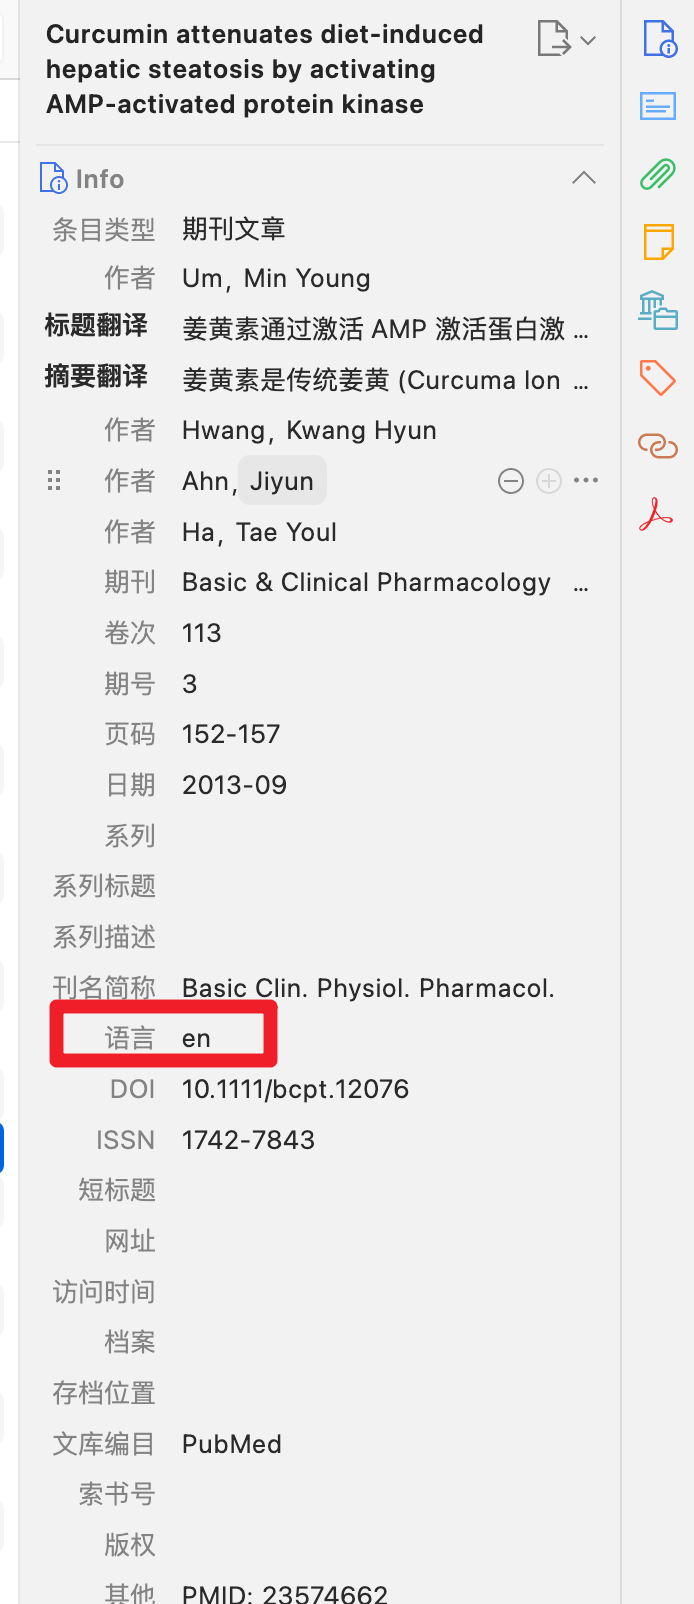 Curcumin attenuates diet-induced
hepatic steatosis by activating
AMP-activated protein kinase
Info
条目类型 期刊文章
作者 Um, Min Young
标题翻译 姜黄素通过激活 AMP 激活蛋白激 ...
摘要翻译 姜黄素是传统姜黄 (Curcuma lon ...
作者 Hwang, Kwang Hyun
作者 Ahn, Jiyun
作者 Ha, Tae Youl
期刊 Basic & Clinical Pharmacology ...
卷次 113
期号 3
页码 152-157
日期 2013-09
系列
系列标题
系列描述
刊名简称 Basic Clin. Physiol. Pharmacol.
语言 en
DOI 10.1111/bcpt.12076
ISSN 1742-7843
短标题
网址
访问时间
档案
存档位置
文库编目 PubMed
索书号
版权
其他 PMID: 23574662